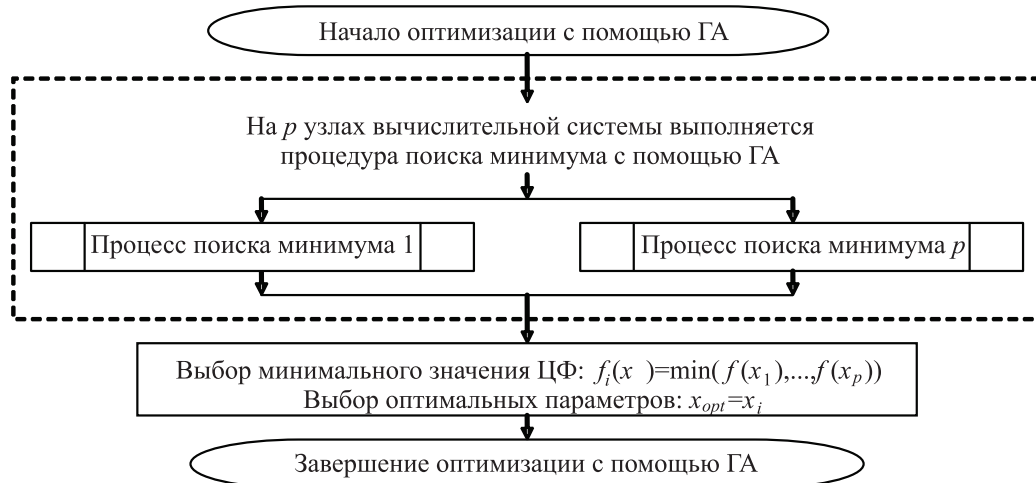 Начало оптимизации с помощью ГА
На p узлах вычислительной системы выполняется
процедура поиска минимума с помощью ГА
Процесс поиска минимума 1
Процесс поиска минимума p
Выбор минимального значения ЦФ: f_i(x )=min( f(x_1),...,f(x_p))
Выбор оптимальных параметров: x_opt=x_i
Завершение оптимизации с помощью ГА